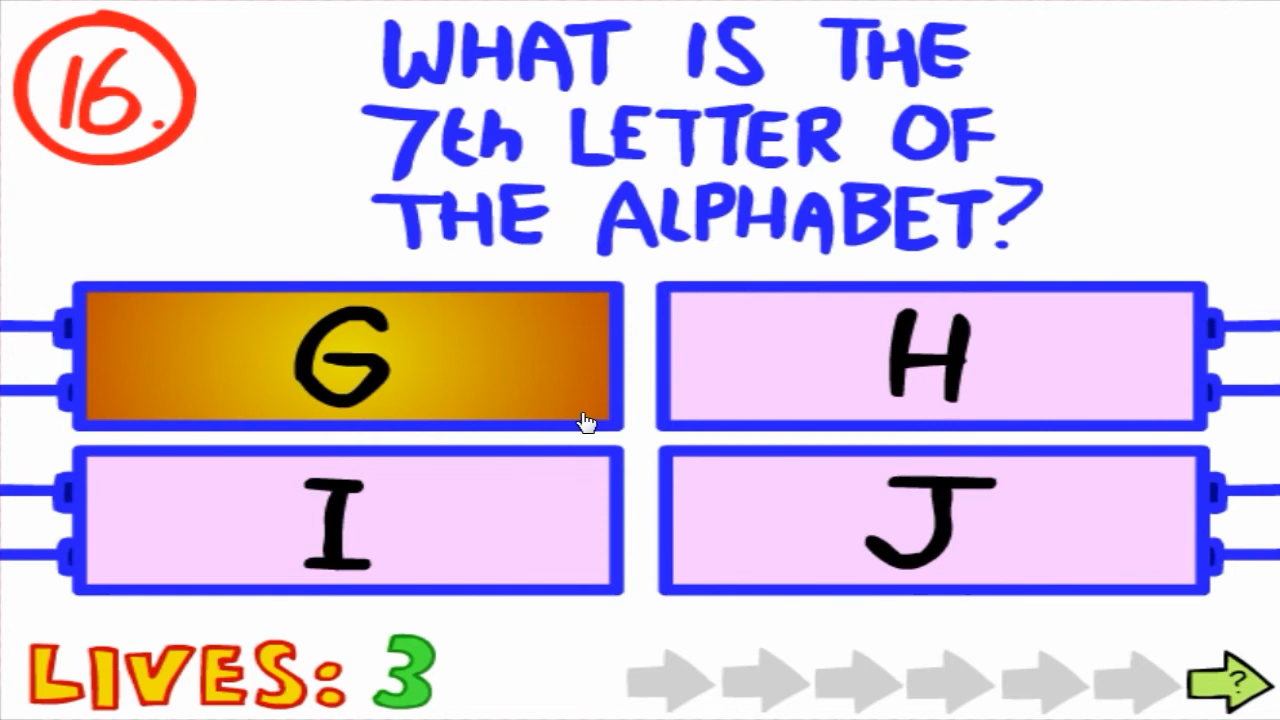 16.
WHAT IS THE
7th LETTER OF
THE ALPHABET?
G
H
I
J
LIVES: 3
?